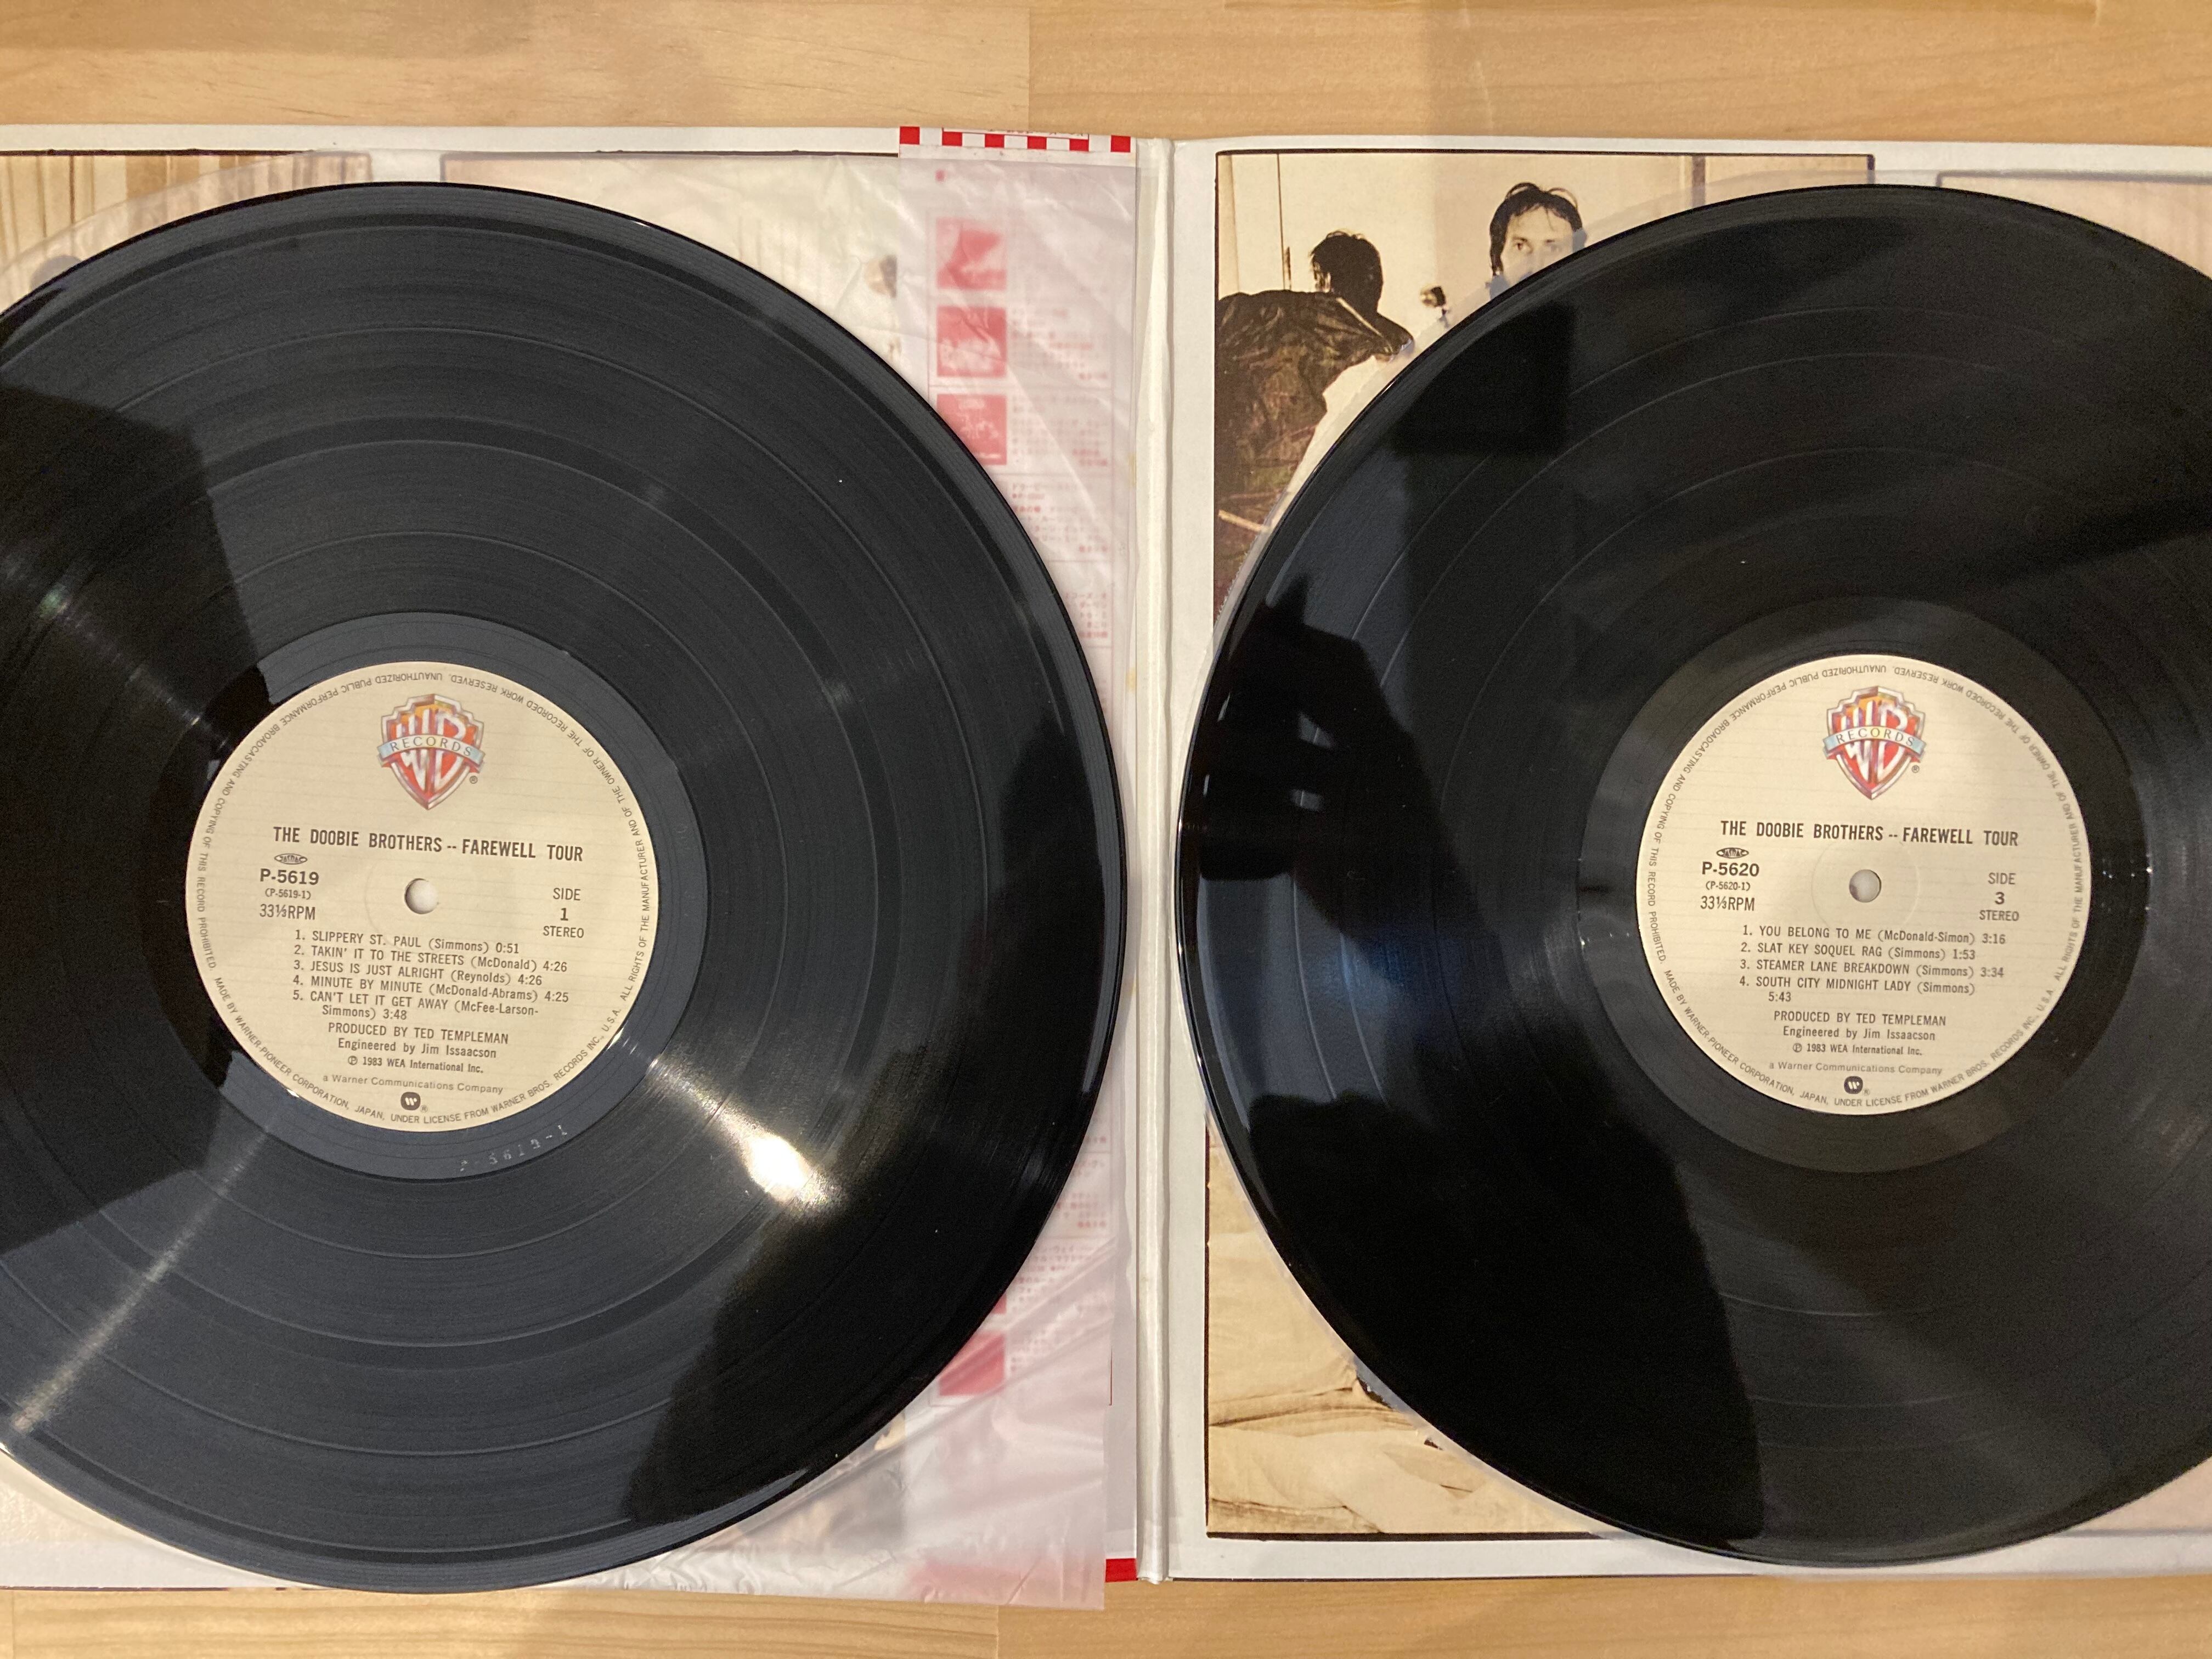 WB
RECORDS
®
THE DOOBIE BROTHERS -- FAREWELL TOUR
P-5619
(P-5619-1)
33⅓RPM
SIDE
1
STEREO
1. SLIPPERY ST. PAUL (Simmons) 0:51
2. TAKIN' IT TO THE STREETS (McDonald) 4:26
3. JESUS IS JUST ALRIGHT (Reynolds) 4:26
4. MINUTE BY MINUTE (McDonald-Abrams) 4:25
5. CAN'T LET IT GET AWAY (McFee-Larson-
Simmons) 3:48
PRODUCED BY TED TEMPLEMAN
Engineered by Jim Issaacson
℗ 1983 WEA International Inc.
a Warner Communications Company
®
MADE BY WARNER-PIONEER CORPORATION, JAPAN, UNDER LICENSE FROM WARNER BROS. RECORDS INC., U.S.A. ALL RIGHTS OF THE MANUFACTURER AND OF THE OWNER OF THE RECORDED WORK RESERVED. UNAUTHORIZED PUBLIC PERFORMANCE BROADCASTING AND COPYING OF THIS RECORD PROHIBITED.
WB
RECORDS
®
THE DOOBIE BROTHERS -- FAREWELL TOUR
P-5620
(P-5620-1)
33⅓RPM
SIDE
3
STEREO
1. YOU BELONG TO ME (McDonald-Simon) 3:16
2. SLAT KEY SOQUEL RAG (Simmons) 1:53
3. STEAMER LANE BREAKDOWN (Simmons) 3:34
4. SOUTH CITY MIDNIGHT LADY (Simmons)
5:43
PRODUCED BY TED TEMPLEMAN
Engineered by Jim Issaacson
℗ 1983 WEA International Inc.
a Warner Communications Company
®
MADE BY WARNER-PIONEER CORPORATION, JAPAN, UNDER LICENSE FROM WARNER BROS. RECORDS INC., U.S.A. ALL RIGHTS OF THE MANUFACTURER AND OF THE OWNER OF THE RECORDED WORK RESERVED. UNAUTHORIZED PUBLIC PERFORMANCE BROADCASTING AND COPYING OF THIS RECORD PROHIBITED.